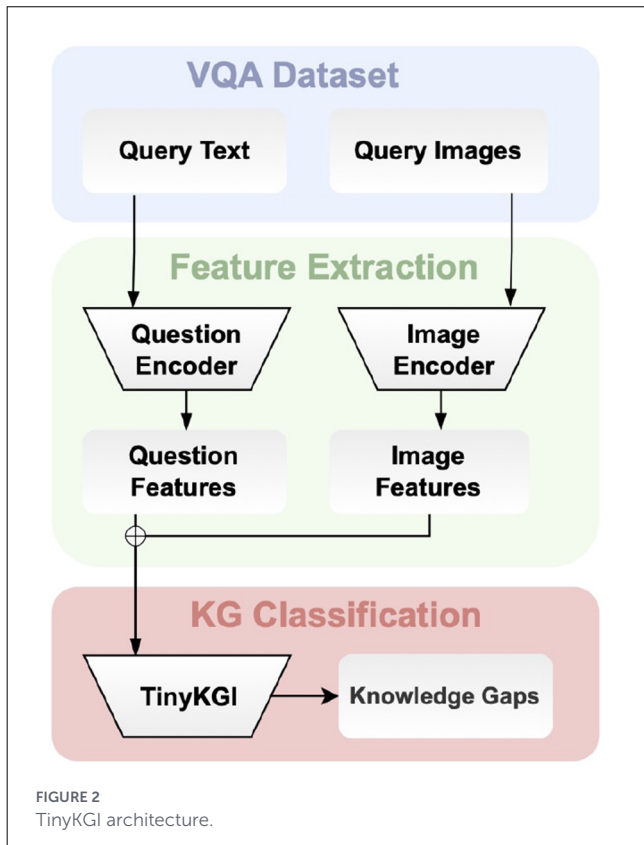 VQA Dataset
Query Text
Query Images
Feature Extraction
Question
Encoder
Image
Encoder
Question
Features
Image
Features
KG Classification
TinyKGI
Knowledge Gaps
FIGURE 2
TinyKGI architecture.